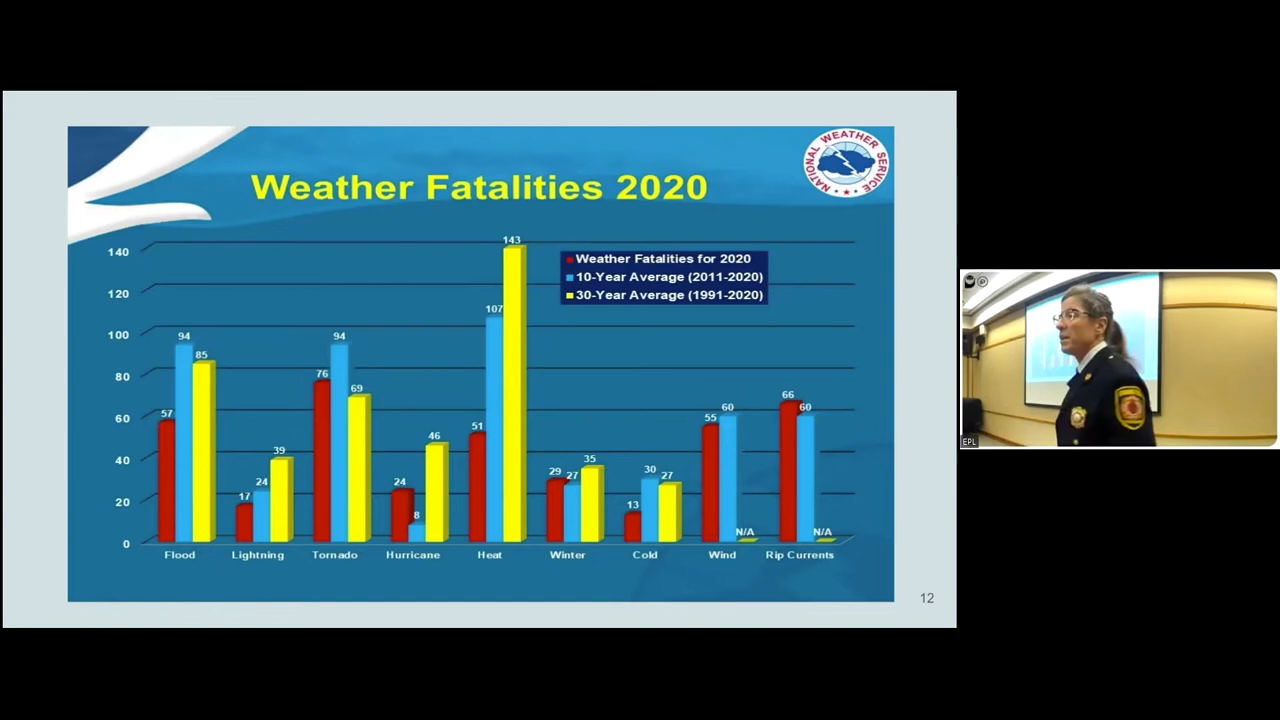 Weather Fatalities 2020
NATIONAL WEATHER SERVICE
Weather Fatalities for 2020
10-Year Average (2011-2020)
30-Year Average (1991-2020)
140
120
100
80
60
40
20
0
57
94
85
17
24
39
76
94
69
24
8
46
51
107
143
29
27
35
13
30
27
55
60
N/A
66
60
N/A
Flood
Lightning
Tornado
Hurricane
Heat
Winter
Cold
Wind
Rip Currents
12
EPL